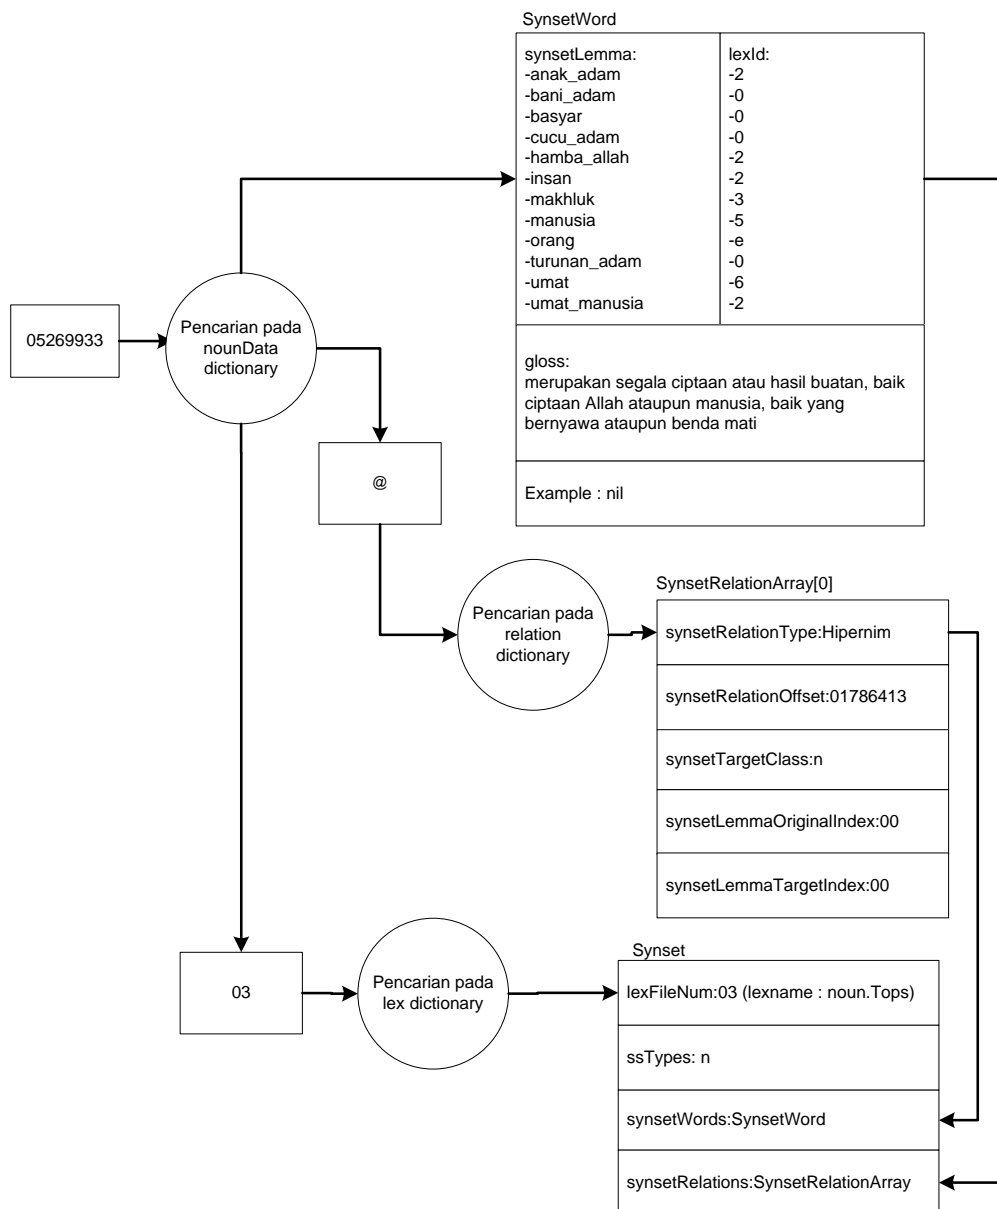 SynsetWord
synsetLemma:
-anak_adam
-bani_adam
-basyar
-cucu_adam
-hamba_allah
-insan
-makhluk
-manusia
-orang
-turunan_adam
-umat
-umat_manusia
lexId:
-2
-0
-0
-0
-2
-2
-3
-5
-e
-0
-6
-2
gloss:
merupakan segala ciptaan atau hasil buatan, baik
ciptaan Allah ataupun manusia, baik yang
bernyawa ataupun benda mati
Example : nil
05269933
Pencarian pada
nounData
dictionary
@
Pencarian pada
relation
dictionary
SynsetRelationArray[0]
synsetRelationType:Hipernim
synsetRelationOffset:01786413
synsetTargetClass:n
synsetLemmaOriginalIndex:00
synsetLemmaTargetIndex:00
03
Pencarian pada
lex dictionary
Synset
lexFileNum:03 (lexname : noun.Tops)
ssTypes: n
synsetWords:SynsetWord
synsetRelations:SynsetRelationArray